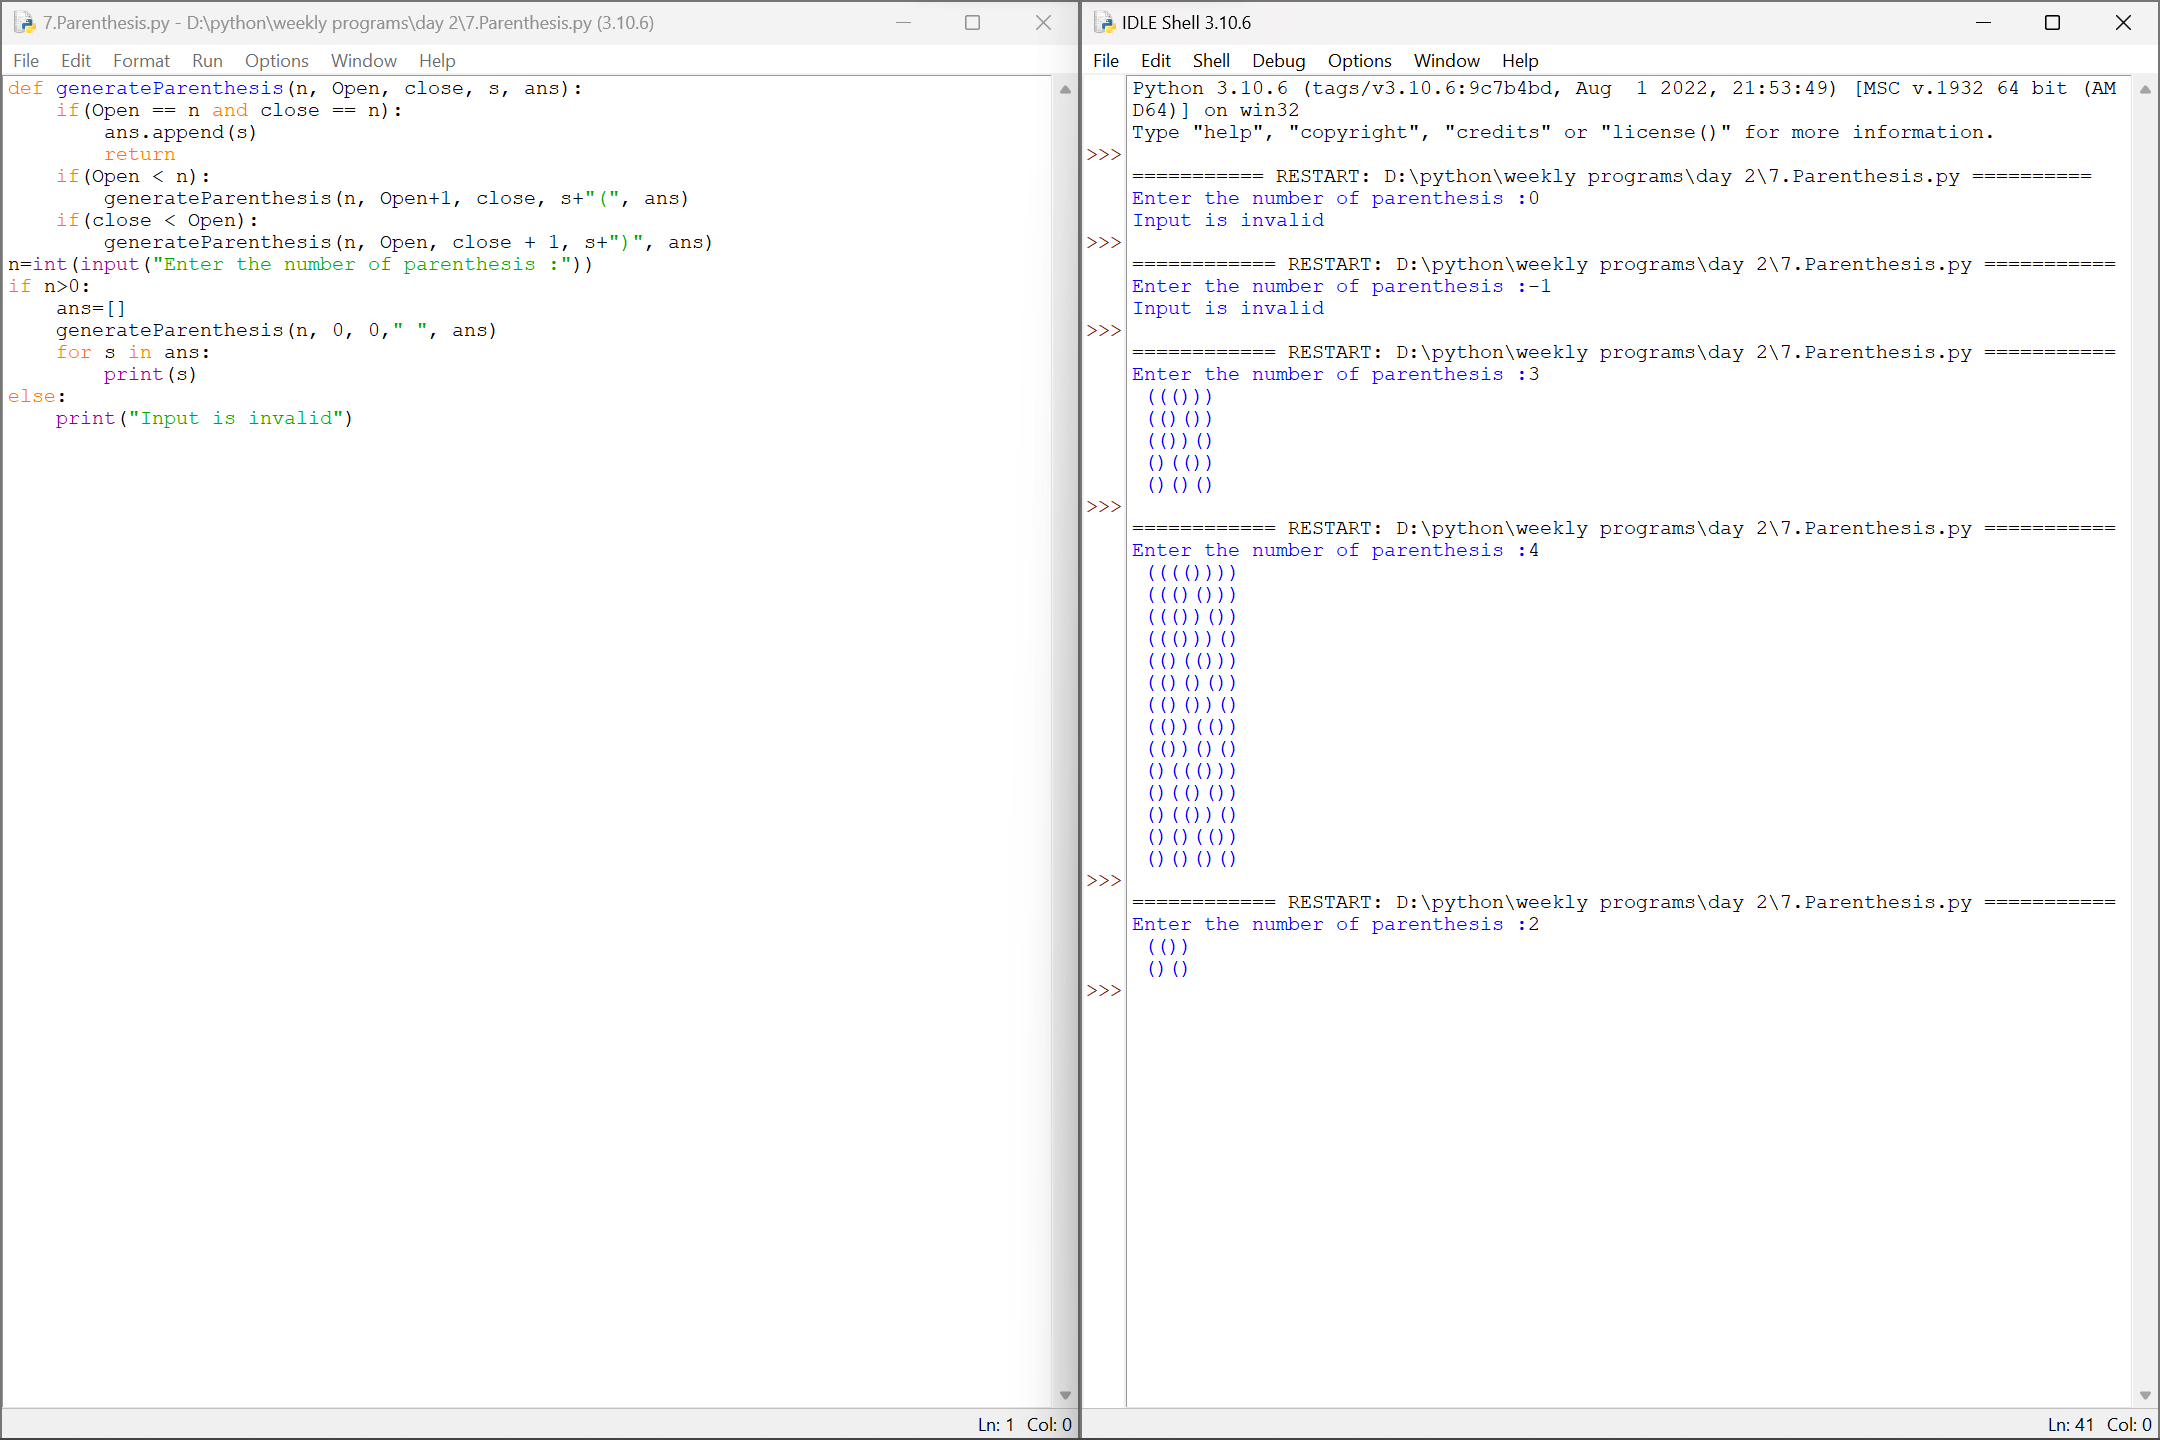 7.Parenthesis.py - D:\python\weekly programs\day 2\7.Parenthesis.py (3.10.6)
File Edit Format Run Options Window Help
def generateParenthesis(n, Open, close, s, ans):
    if(Open == n and close == n):
        ans.append(s)
        return
    if(Open < n):
        generateParenthesis(n, Open+1, close, s+"(", ans)
    if(close < Open):
        generateParenthesis(n, Open, close + 1, s+")", ans)
n=int(input("Enter the number of parenthesis :"))
if n>0:
    ans=[]
    generateParenthesis(n, 0, 0," ", ans)
    for s in ans:
        print(s)
else:
    print("Input is invalid")
Ln: 1 Col: 0
IDLE Shell 3.10.6
File Edit Shell Debug Options Window Help
Python 3.10.6 (tags/v3.10.6:9c7b4bd, Aug  1 2022, 21:53:49) [MSC v.1932 64 bit (AM
D64)] on win32
Type "help", "copyright", "credits" or "license()" for more information.
>>>
=========== RESTART: D:\python\weekly programs\day 2\7.Parenthesis.py ==========
Enter the number of parenthesis :0
Input is invalid
>>>
============ RESTART: D:\python\weekly programs\day 2\7.Parenthesis.py ===========
Enter the number of parenthesis :-1
Input is invalid
>>>
============ RESTART: D:\python\weekly programs\day 2\7.Parenthesis.py ===========
Enter the number of parenthesis :3
 ((()))
 (()())
 (())()
 ()(())
 ()()()
>>>
============ RESTART: D:\python\weekly programs\day 2\7.Parenthesis.py ===========
Enter the number of parenthesis :4
 (((())))
 ((()()))
 ((())())
 ((()))()
 (()(()))
 (()()())
 (()())()
 (())(())
 (())()()
 ()((()))
 ()(()())
 ()(())()
 ()()(())
 ()()()()
>>>
============ RESTART: D:\python\weekly programs\day 2\7.Parenthesis.py ===========
Enter the number of parenthesis :2
 (())
 ()()
>>>
Ln: 41 Col: 0